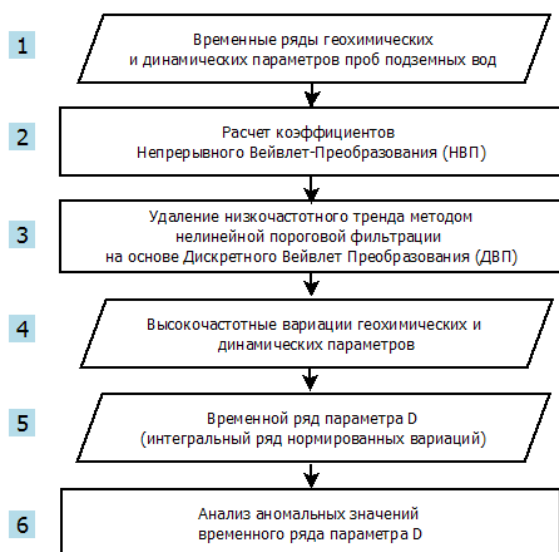 1
Временные ряды геохимических
и динамических параметров проб подземных вод
2
Расчет коэффициентов
Непрерывного Вейвлет-Преобразования (НВП)
3
Удаление низкочастотного тренда методом
нелинейной пороговой фильтрации
на основе Дискретного Вейвлет Преобразования (ДВП)
4
Высокочастотные вариации геохимических и
динамических параметров
5
Временной ряд параметра D
(интегральный ряд нормированных вариаций)
6
Анализ аномальных значений
временного ряда параметра D